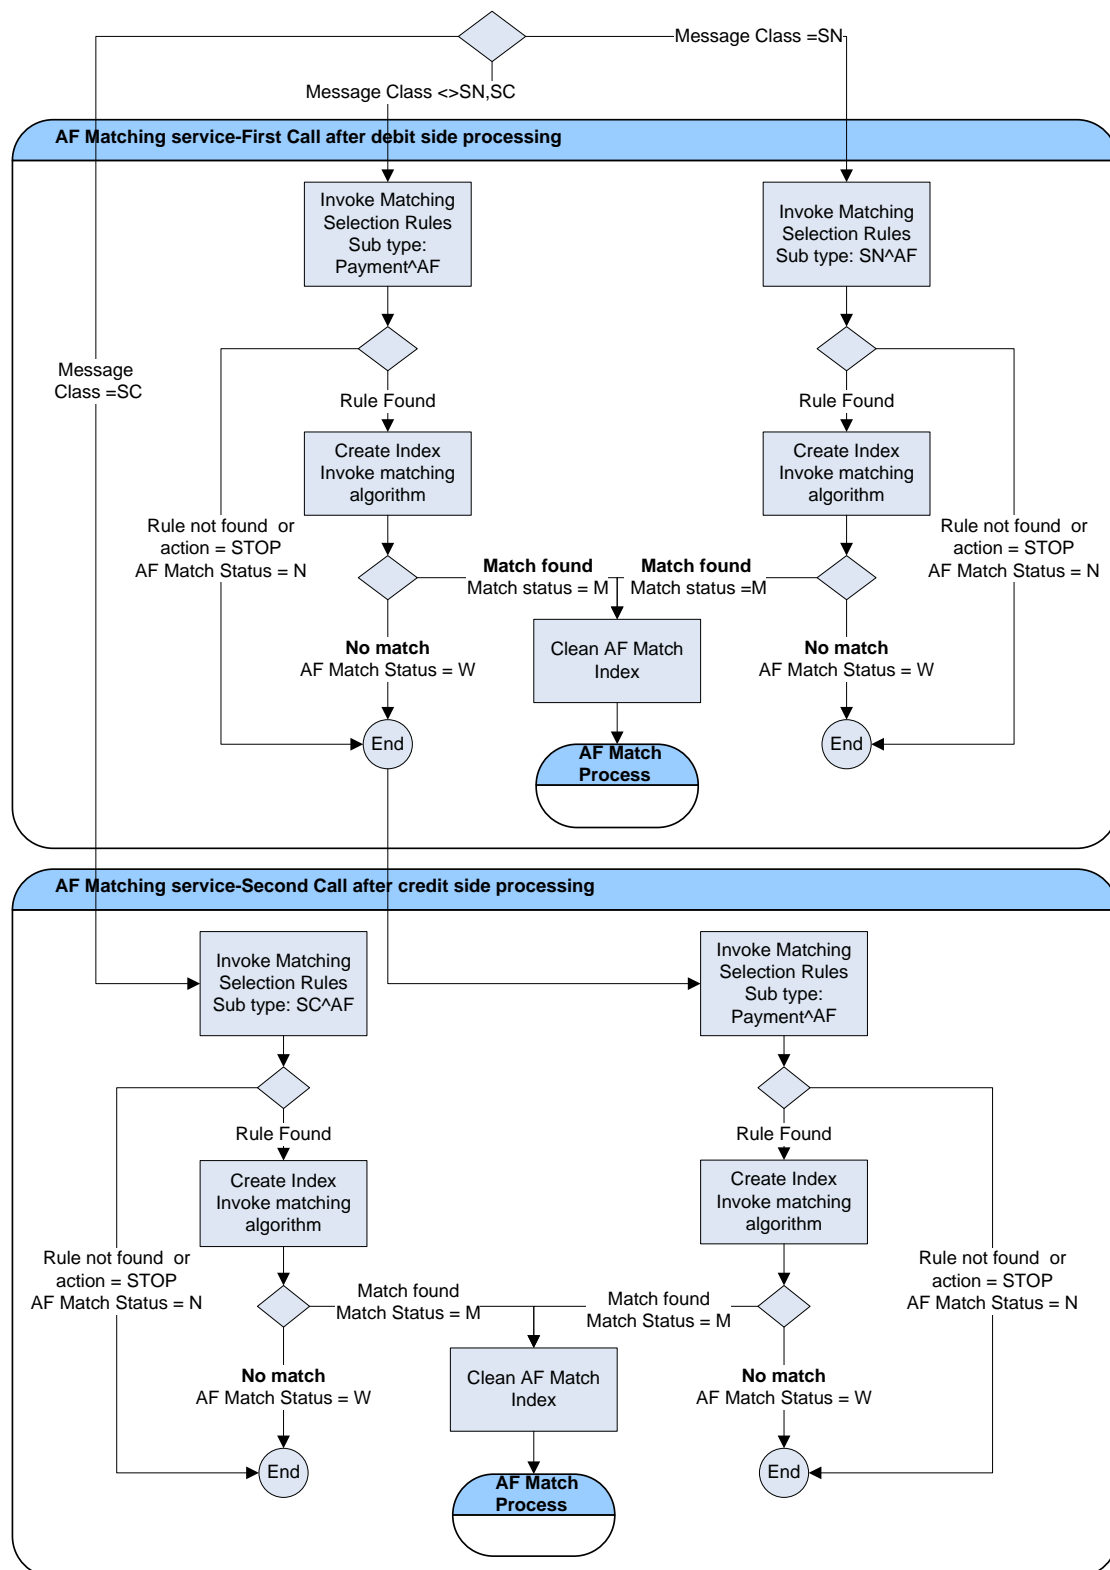 Message Class =SN
Message Class <>SN,SC
AF Matching service-First Call after debit side processing
Invoke Matching
Selection Rules
Sub type:
Payment^AF
Invoke Matching
Selection Rules
Sub type: SN^AF
Message
Class =SC
Rule Found
Rule Found
Create Index
Invoke matching
algorithm
Create Index
Invoke matching
algorithm
Rule not found  or
action = STOP
AF Match Status = N
Rule not found  or
action = STOP
AF Match Status = N
Match found
Match status = M
Match found
Match status =M
No match
AF Match Status = W
Clean AF Match
Index
No match
AF Match Status = W
End
AF Match
Process
End
AF Matching service-Second Call after credit side processing
Invoke Matching
Selection Rules
Sub type: SC^AF
Invoke Matching
Selection Rules
Sub type:
Payment^AF
Rule Found
Rule Found
Create Index
Invoke matching
algorithm
Create Index
Invoke matching
algorithm
Rule not found  or
action = STOP
AF Match Status = N
Rule not found  or
action = STOP
AF Match Status = N
Match found
Match Status = M
Match found
Match Status = M
No match
AF Match Status = W
Clean AF Match
Index
No match
AF Match Status = W
End
AF Match
Process
End